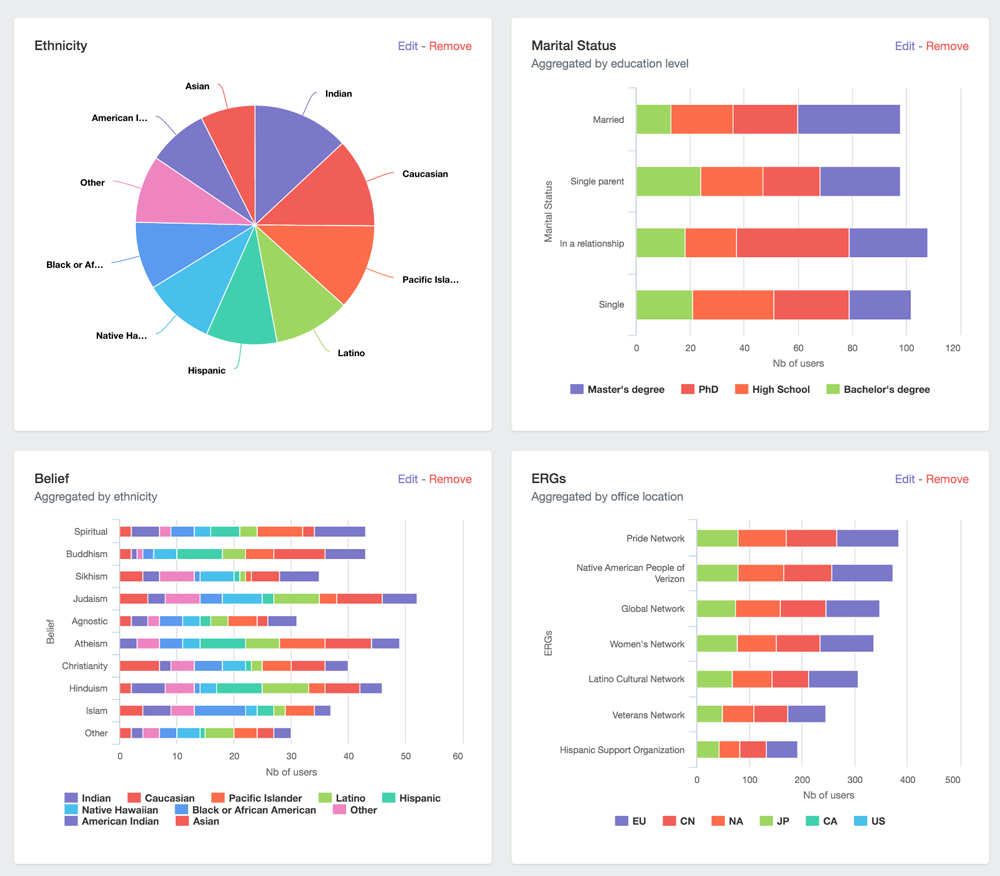 Ethnicity
Edit - Remove
Asian
Indian
American I...
Caucasian
Other
Black or Af...
Pacific Isla...
Native Ha...
Latino
Hispanic
Marital Status
Edit - Remove
Aggregated by education level
Marital Status
Married
Single parent
In a relationship
Single
0 20 40 60 80 100 120
Nb of users
Master's degree PhD High School Bachelor's degree
Belief
Edit - Remove
Aggregated by ethnicity
Belief
Spiritual
Buddhism
Sikhism
Judaism
Agnostic
Atheism
Christianity
Hinduism
Islam
Other
0 10 20 30 40 50 60
Nb of users
Indian Caucasian Pacific Islander Latino Hispanic
Native Hawaiian Black or African American Other
American Indian Asian
ERGs
Edit - Remove
Aggregated by office location
ERGs
Pride Network
Native American People of
Verizon
Global Network
Women's Network
Latino Cultural Network
Veterans Network
Hispanic Support Organization
0 100 200 300 400 500
Nb of users
EU CN NA JP CA US